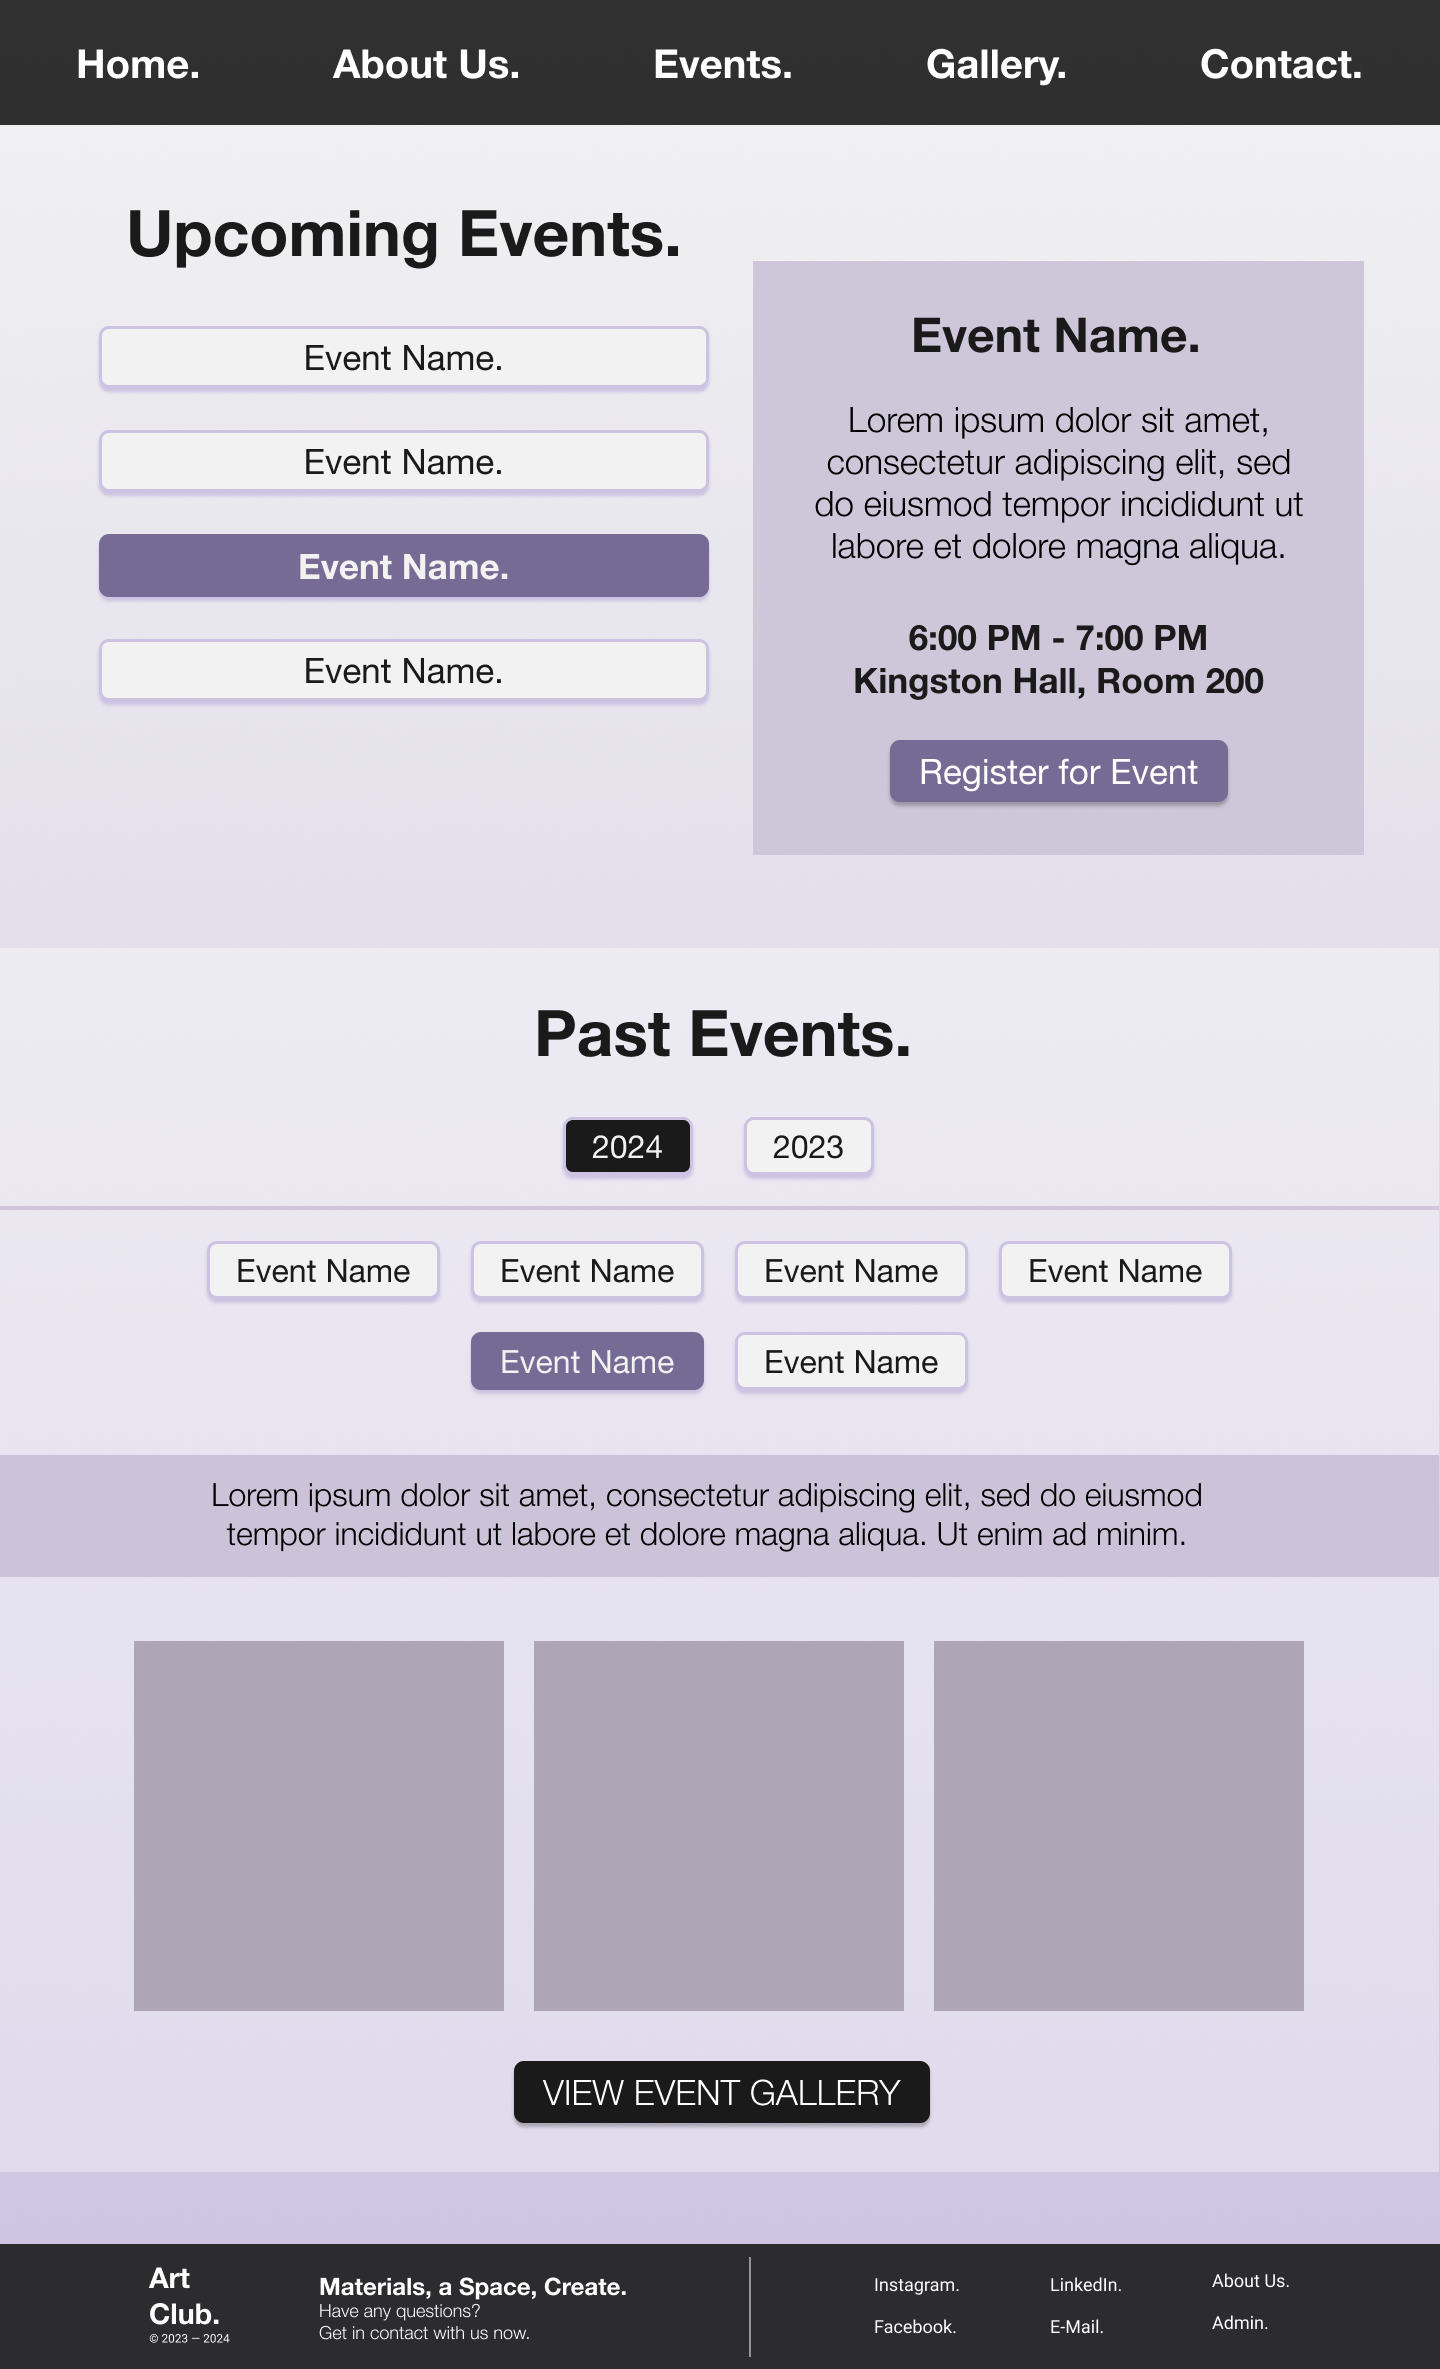 Home. About Us. Events. Gallery. Contact.
Upcoming Events.
Event Name.
Event Name.
Event Name.
Event Name.
Event Name.
Lorem ipsum dolor sit amet,
consectetur adipiscing elit, sed
do eiusmod tempor incididunt ut
labore et dolore magna aliqua.
6:00 PM - 7:00 PM
Kingston Hall, Room 200
Register for Event
Past Events.
2024 2023
Event Name Event Name Event Name Event Name
Event Name Event Name
Lorem ipsum dolor sit amet, consectetur adipiscing elit, sed do eiusmod
tempor incididunt ut labore et dolore magna aliqua. Ut enim ad minim.
VIEW EVENT GALLERY
Art
Club.
© 2023 — 2024
Materials, a Space, Create.
Have any questions?
Get in contact with us now.
Instagram. LinkedIn. About Us.
Facebook. E-Mail. Admin.